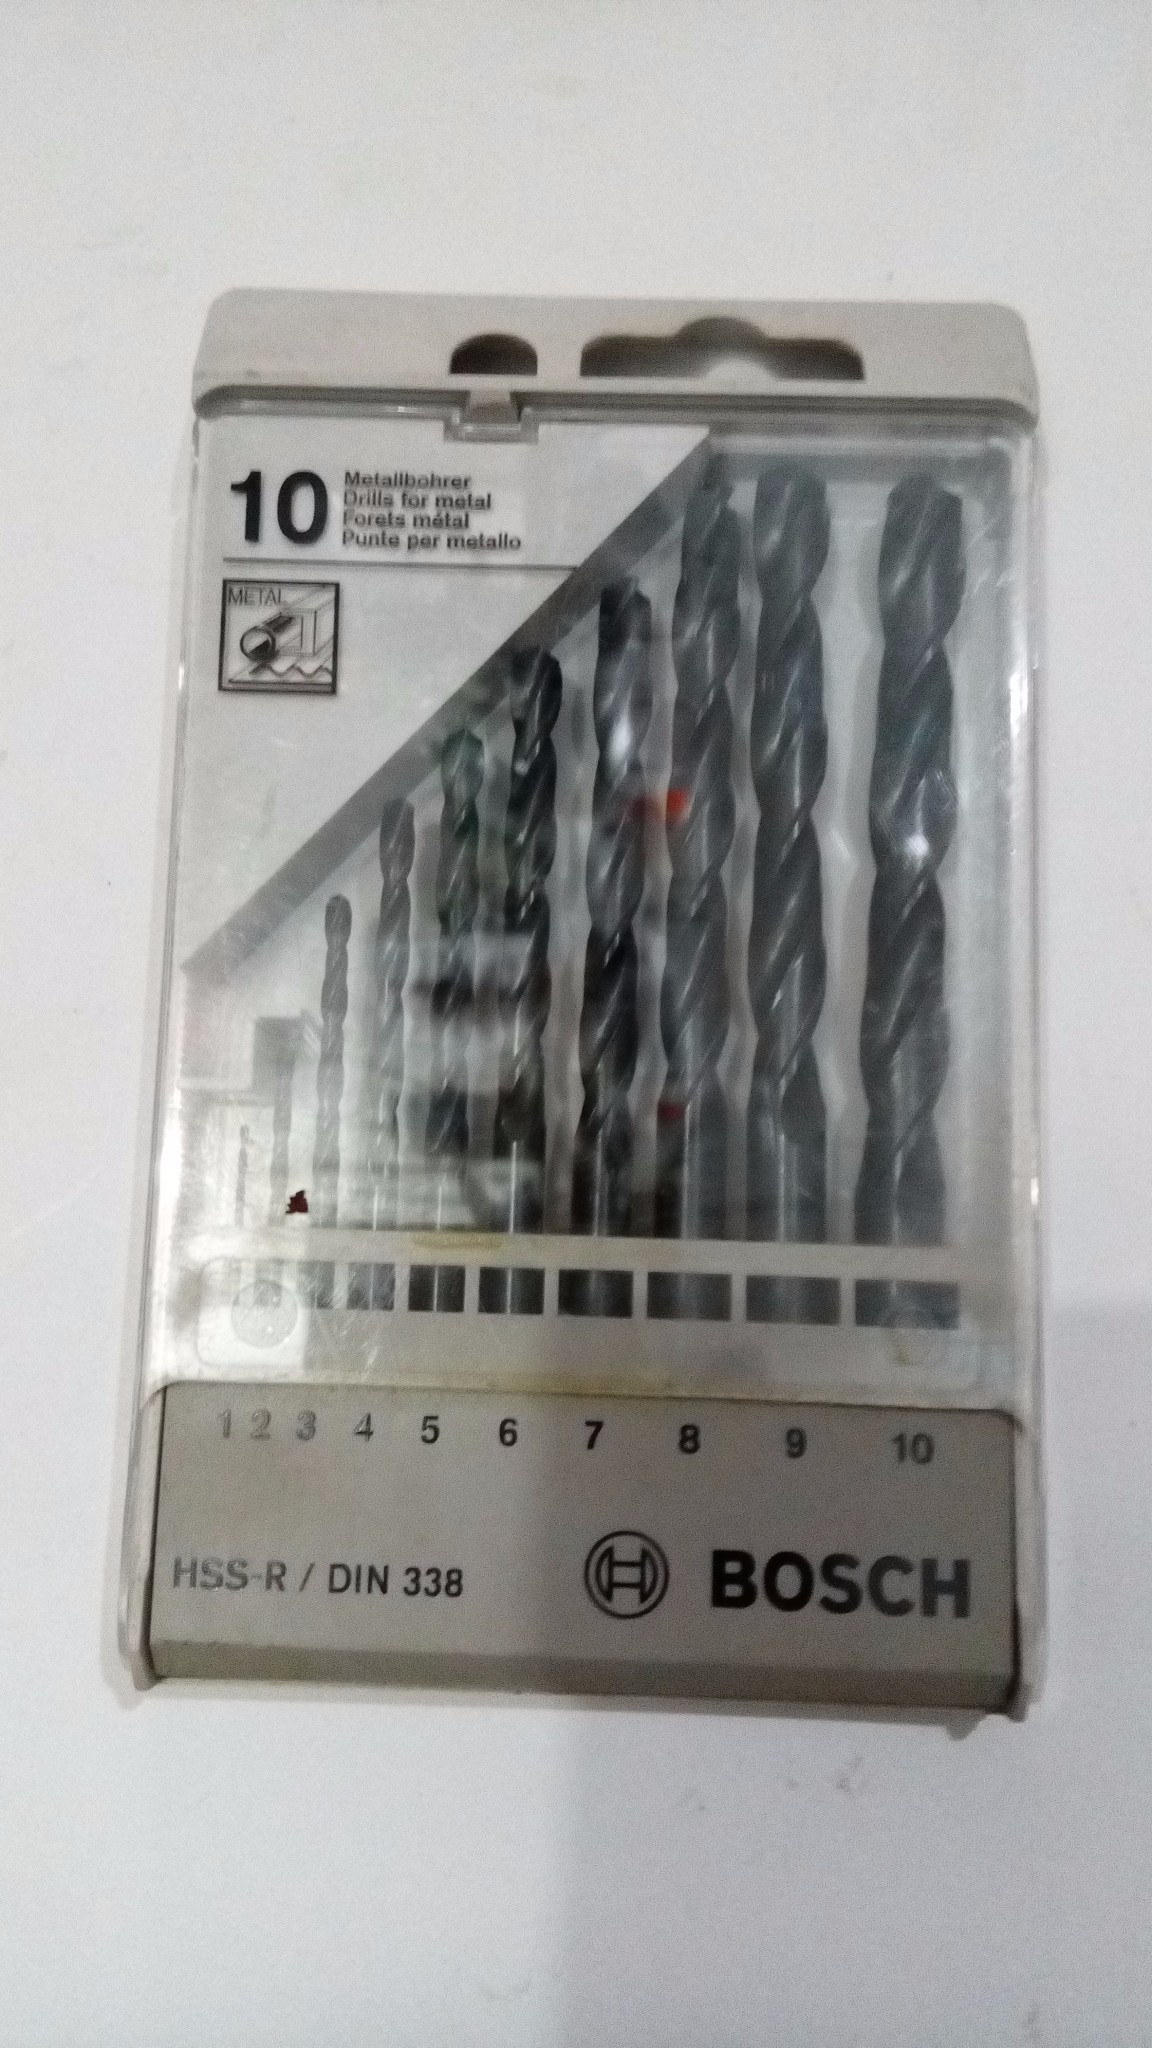 10
Metallbohrer
Drills for metal
Forets métal
Punte per metallo
METAL
1 2 3 4 5 6 7 8 9 10
HSS-R / DIN 338
BOSCH